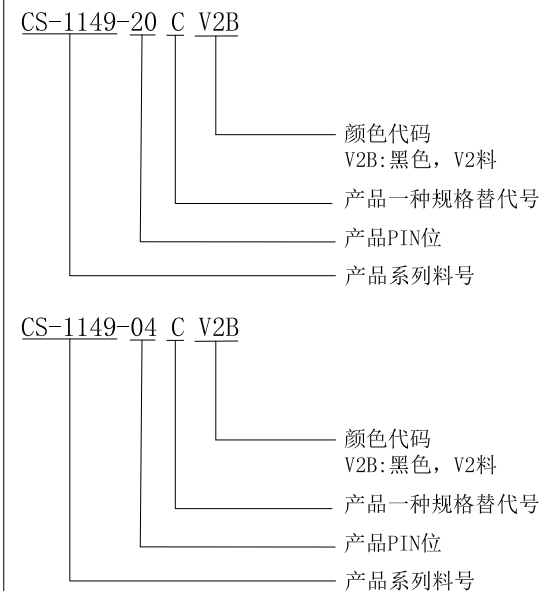 CS-1149-20 C V2B
颜色代码
V2B:黑色，V2料
产品一种规格替代号
产品PIN位
产品系列料号
CS-1149-04 C V2B
颜色代码
V2B:黑色，V2料
产品一种规格替代号
产品PIN位
产品系列料号